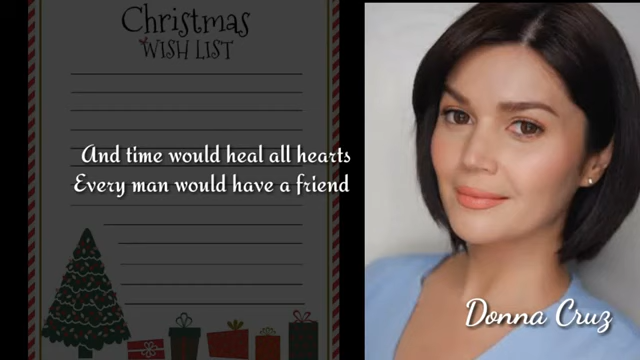 Christmas
WISH LIST
And time would heal all hearts
Every man would have a friend
Donna Cruz